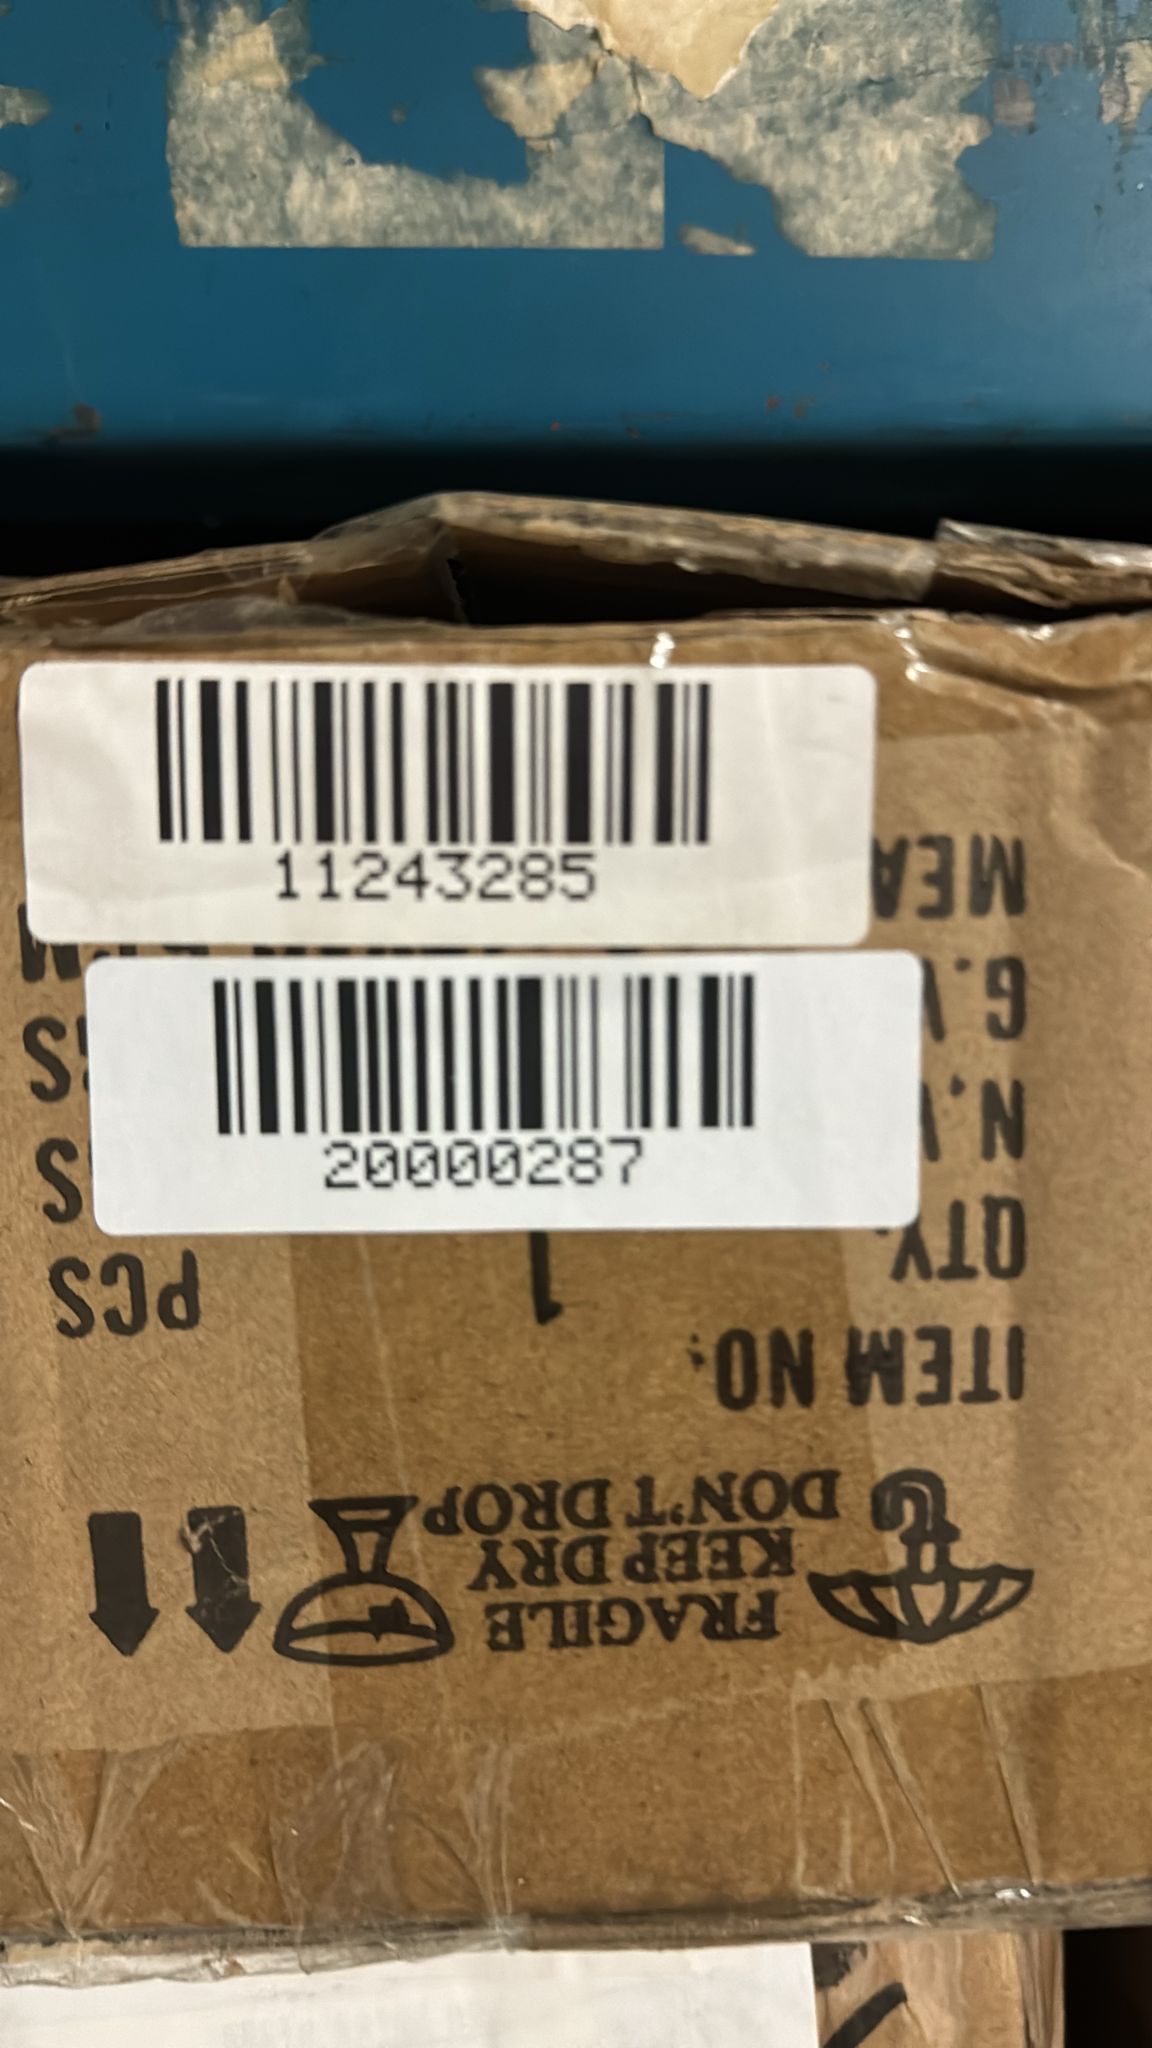 11243285
20000287
MEA
G.
N.
QTY. 1 PCS
ITEM NO:
DON'T DROP
KEEP DRY
FRAGILE